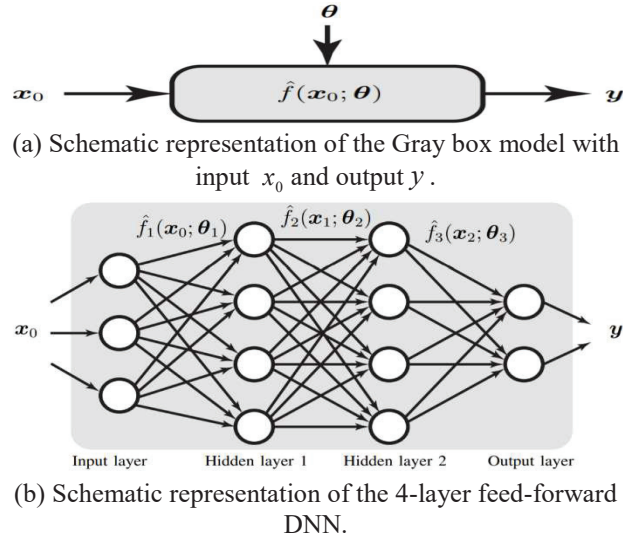 θ
x₀
f̂(x₀; θ)
y
(a) Schematic representation of the Gray box model with
input x₀ and output y .
f̂₁(x₀; θ₁)
f̂₂(x₁; θ₂)
f̂₃(x₂; θ₃)
x₀
y
Input layer
Hidden layer 1
Hidden layer 2
Output layer
(b) Schematic representation of the 4-layer feed-forward
DNN.